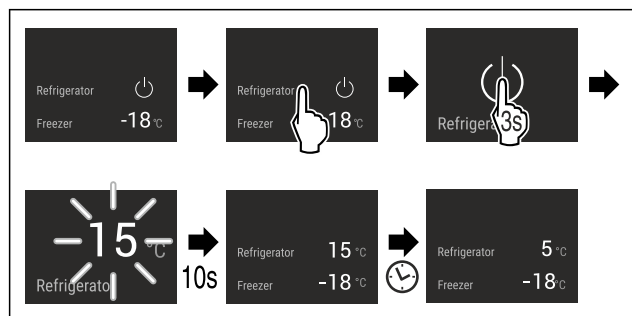 Refrigerator
Freezer -18 °C
Refrigerator
Freezer 18 °C
Refrigera 3s
15 °C
Refrigerato
10s
Refrigerator 15 °C
Freezer -18 °C
Refrigerator 5 °C
Freezer -18°C